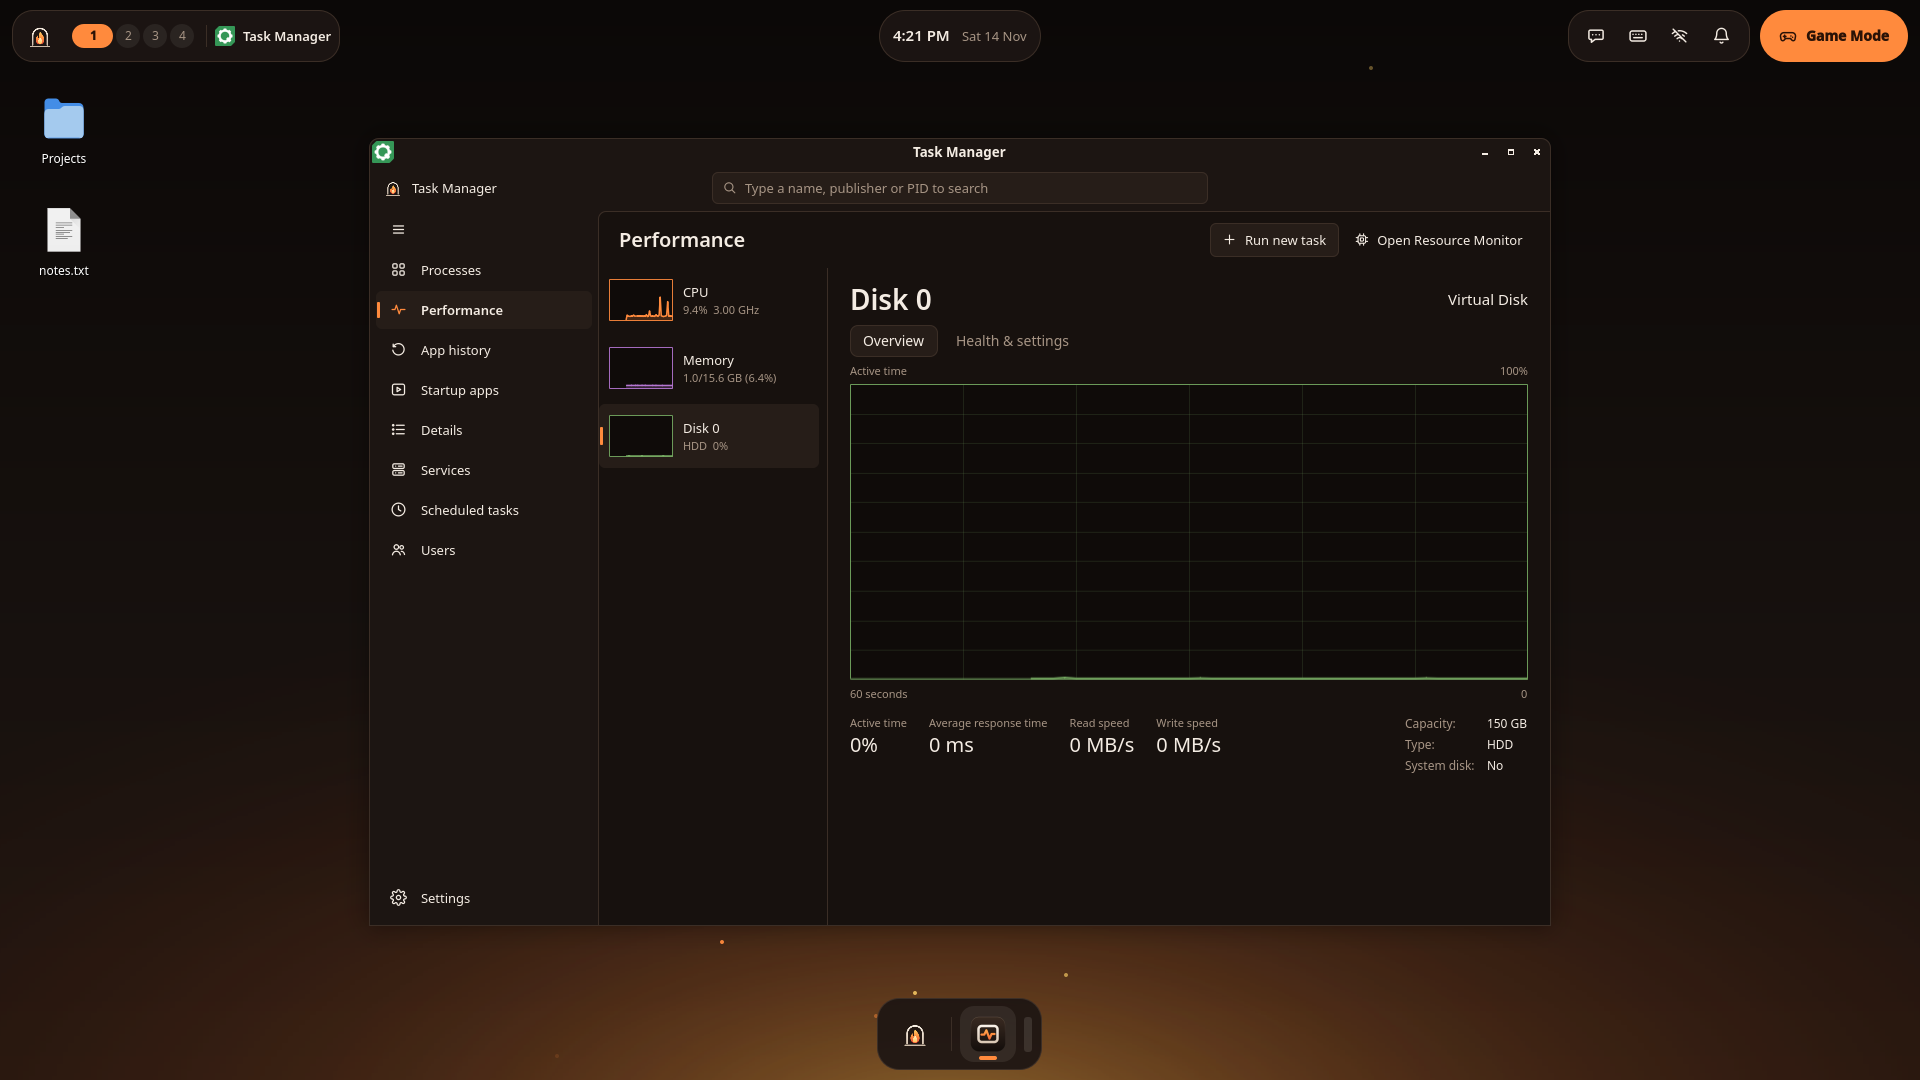 1 2 3 4 Task Manager
4:21 PM Sat 14 Nov
Game Mode
Projects
notes.txt
Task Manager
Task Manager
Type a name, publisher or PID to search
Processes
Performance
App history
Startup apps
Details
Services
Scheduled tasks
Users
Settings
Performance
Run new task
Open Resource Monitor
CPU
9.4% 3.00 GHz
Memory
1.0/15.6 GB (6.4%)
Disk 0
HDD 0%
Disk 0
Virtual Disk
Overview
Health & settings
Active time
100%
60 seconds
0
Active time
0%
Average response time
0 ms
Read speed
0 MB/s
Write speed
0 MB/s
Capacity: 150 GB
Type: HDD
System disk: No